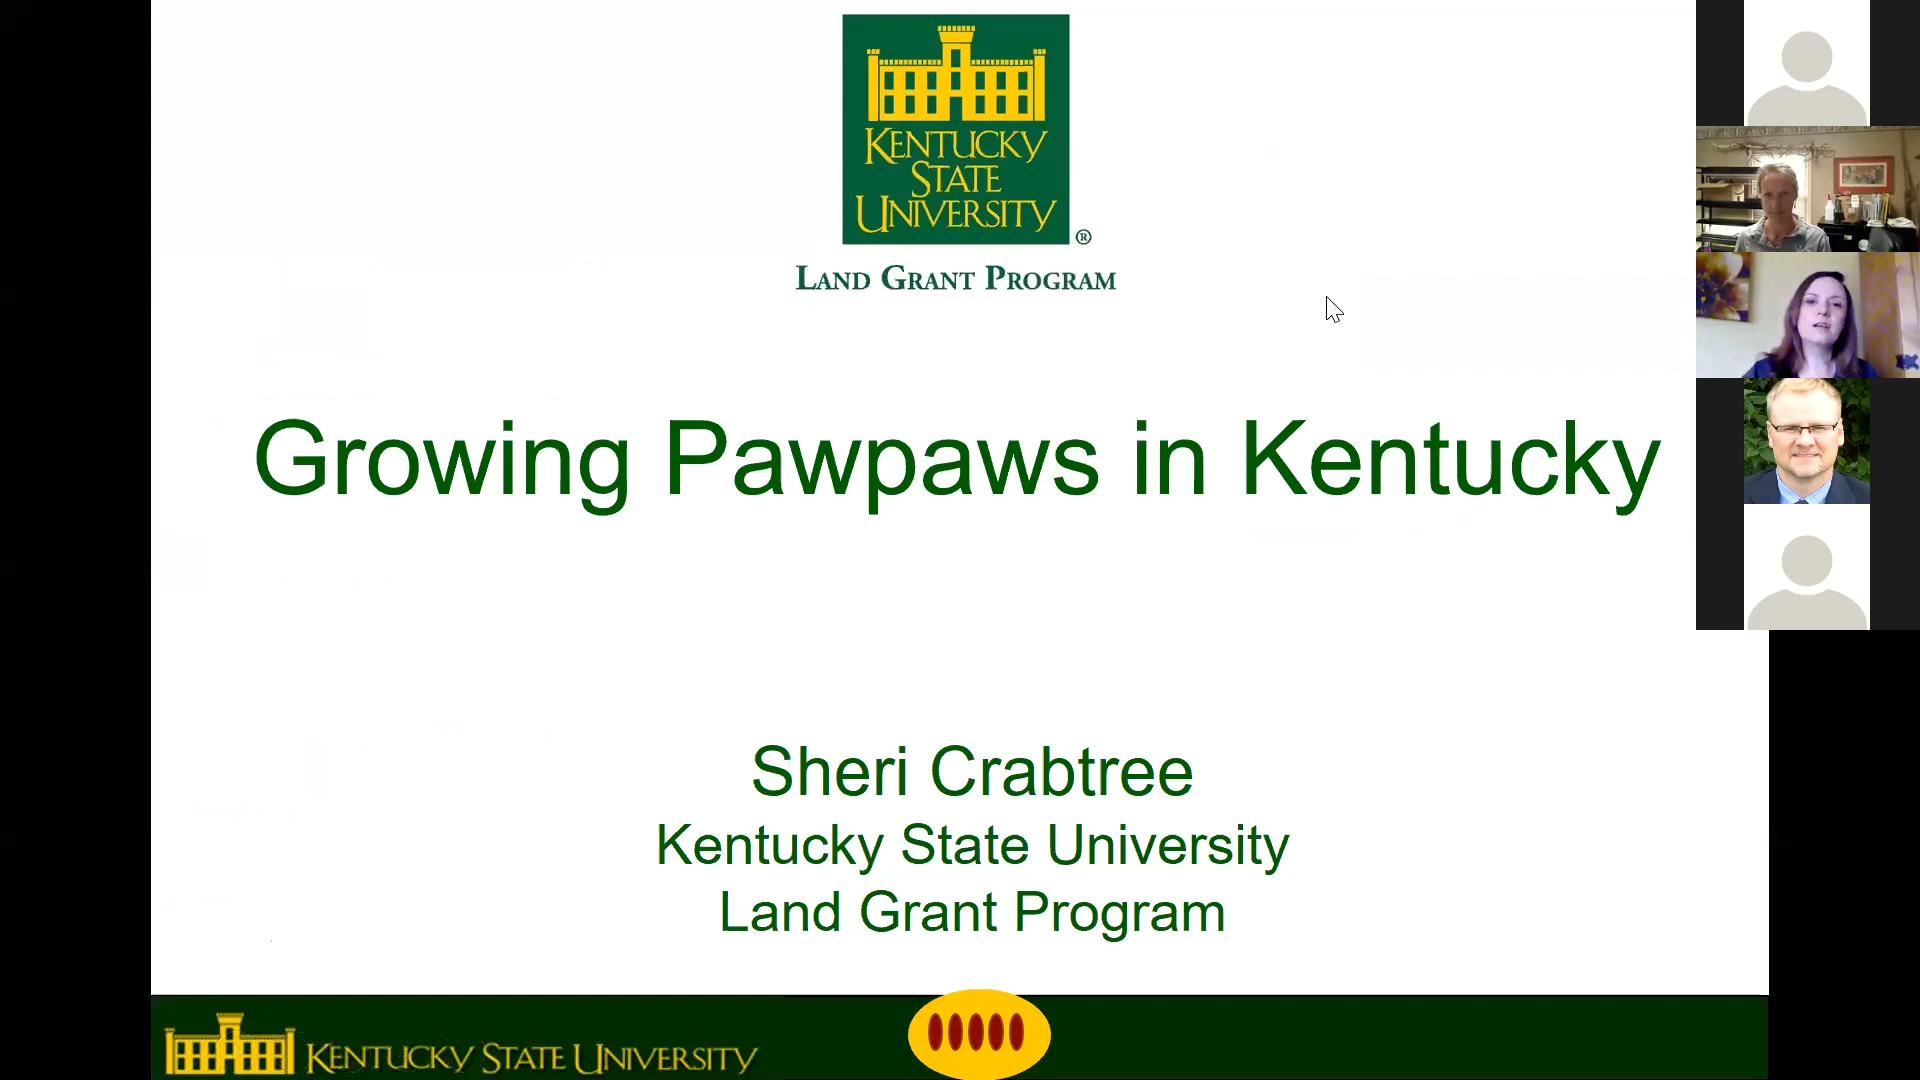 KENTUCKY
STATE
UNIVERSITY
®
LAND GRANT PROGRAM
Growing Pawpaws in Kentucky
Sheri Crabtree
Kentucky State University
Land Grant Program
KENTUCKY STATE UNIVERSITY